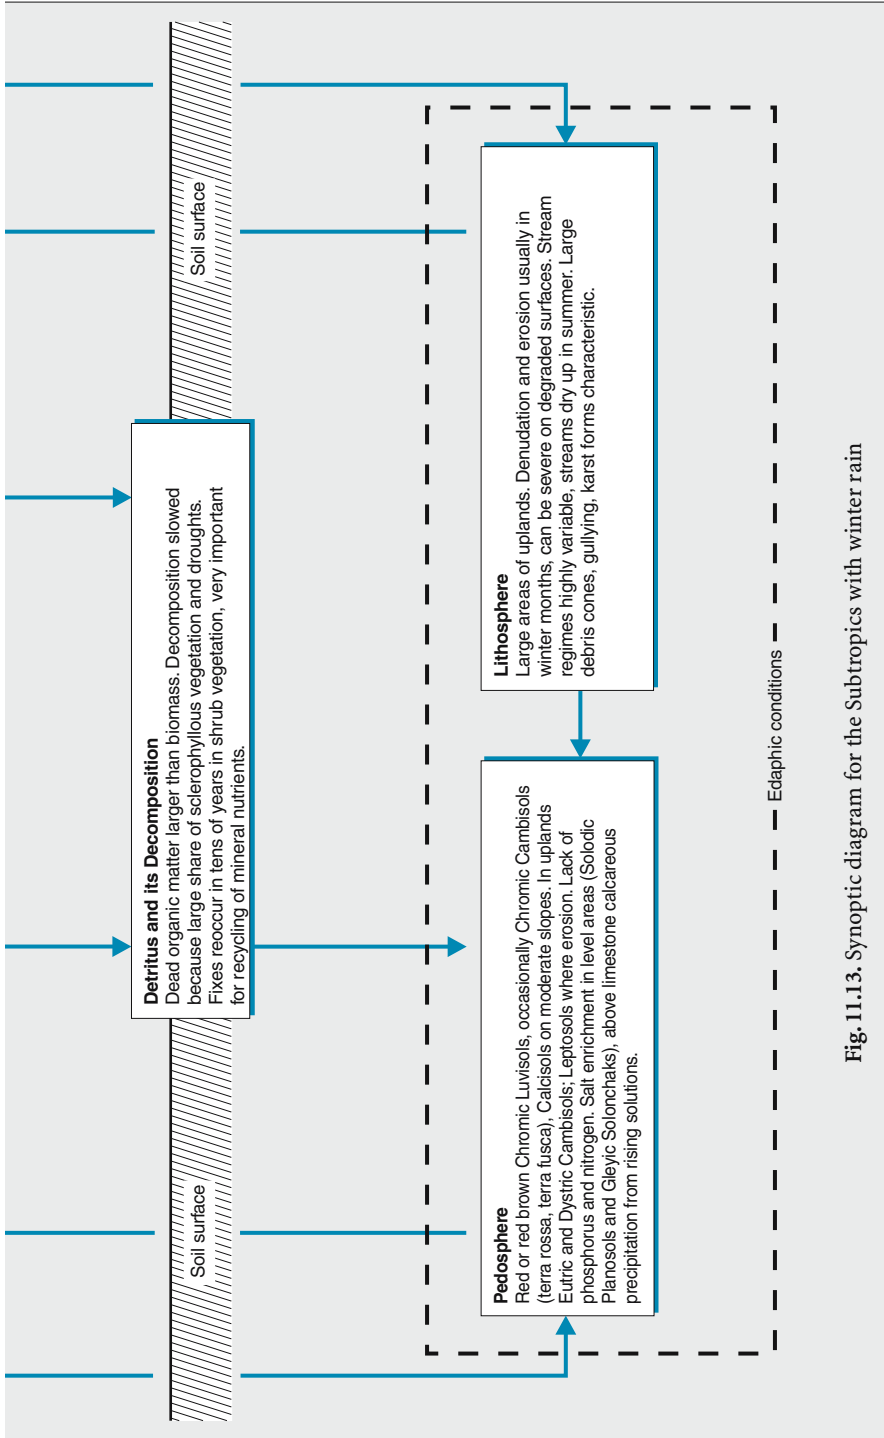 Soil surface
Detritus and its Decomposition
Dead organic matter larger than biomass. Decomposition slowed
because large share of sclerophyllous vegetation and droughts.
Fixes reoccur in tens of years in shrub vegetation, very important
for recycling of mineral nutrients.
Soil surface
Pedosphere
Red or red brown Chromic Luvisols, occasionally Chromic Cambisols
(terra rossa, terra fusca), Calcisols on moderate slopes. In uplands
Eutric and Dystric Cambisols; Leptosols where erosion. Lack of
phosphorus and nitrogen. Salt enrichment in level areas (Solodic
Planosols and Gleyic Solonchaks), above limestone calcareous
precipitation from rising solutions.
Lithosphere
Large areas of uplands. Denudation and erosion usually in
winter months, can be severe on degraded surfaces. Stream
regimes highly variable, streams dry up in summer. Large
debris cones, gullying, karst forms characteristic.
Edaphic conditions
Fig. 11.13. Synoptic diagram for the Subtropics with winter rain